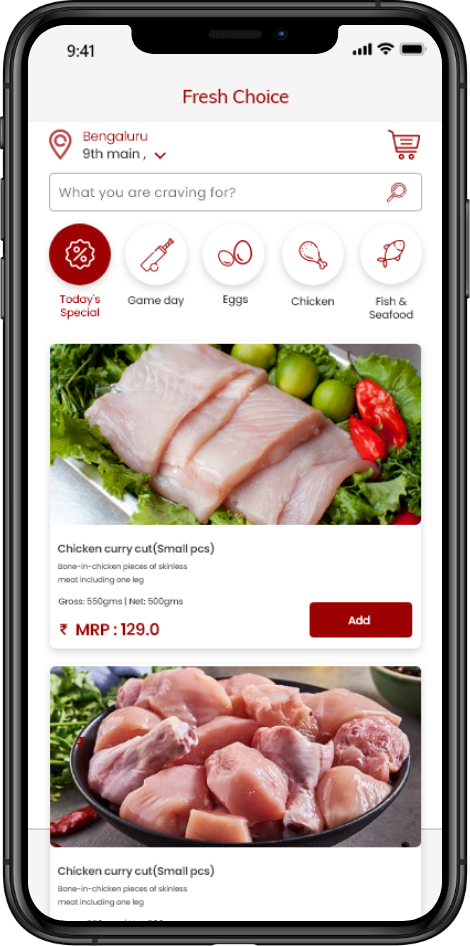 9:41
Fresh Choice
Bengaluru
9th main ,
What you are craving for?
Today's
Special
Game day
Eggs
Chicken
Fish &
Seafood
Chicken curry cut(Small pcs)
Bone-in-chicken pieces of skinless
meat including one leg
Gross: 550gms | Net: 500gms
₹ MRP : 129.0
Add
Chicken curry cut(Small pcs)
Bone-in-chicken pieces of skinless
meat including one leg